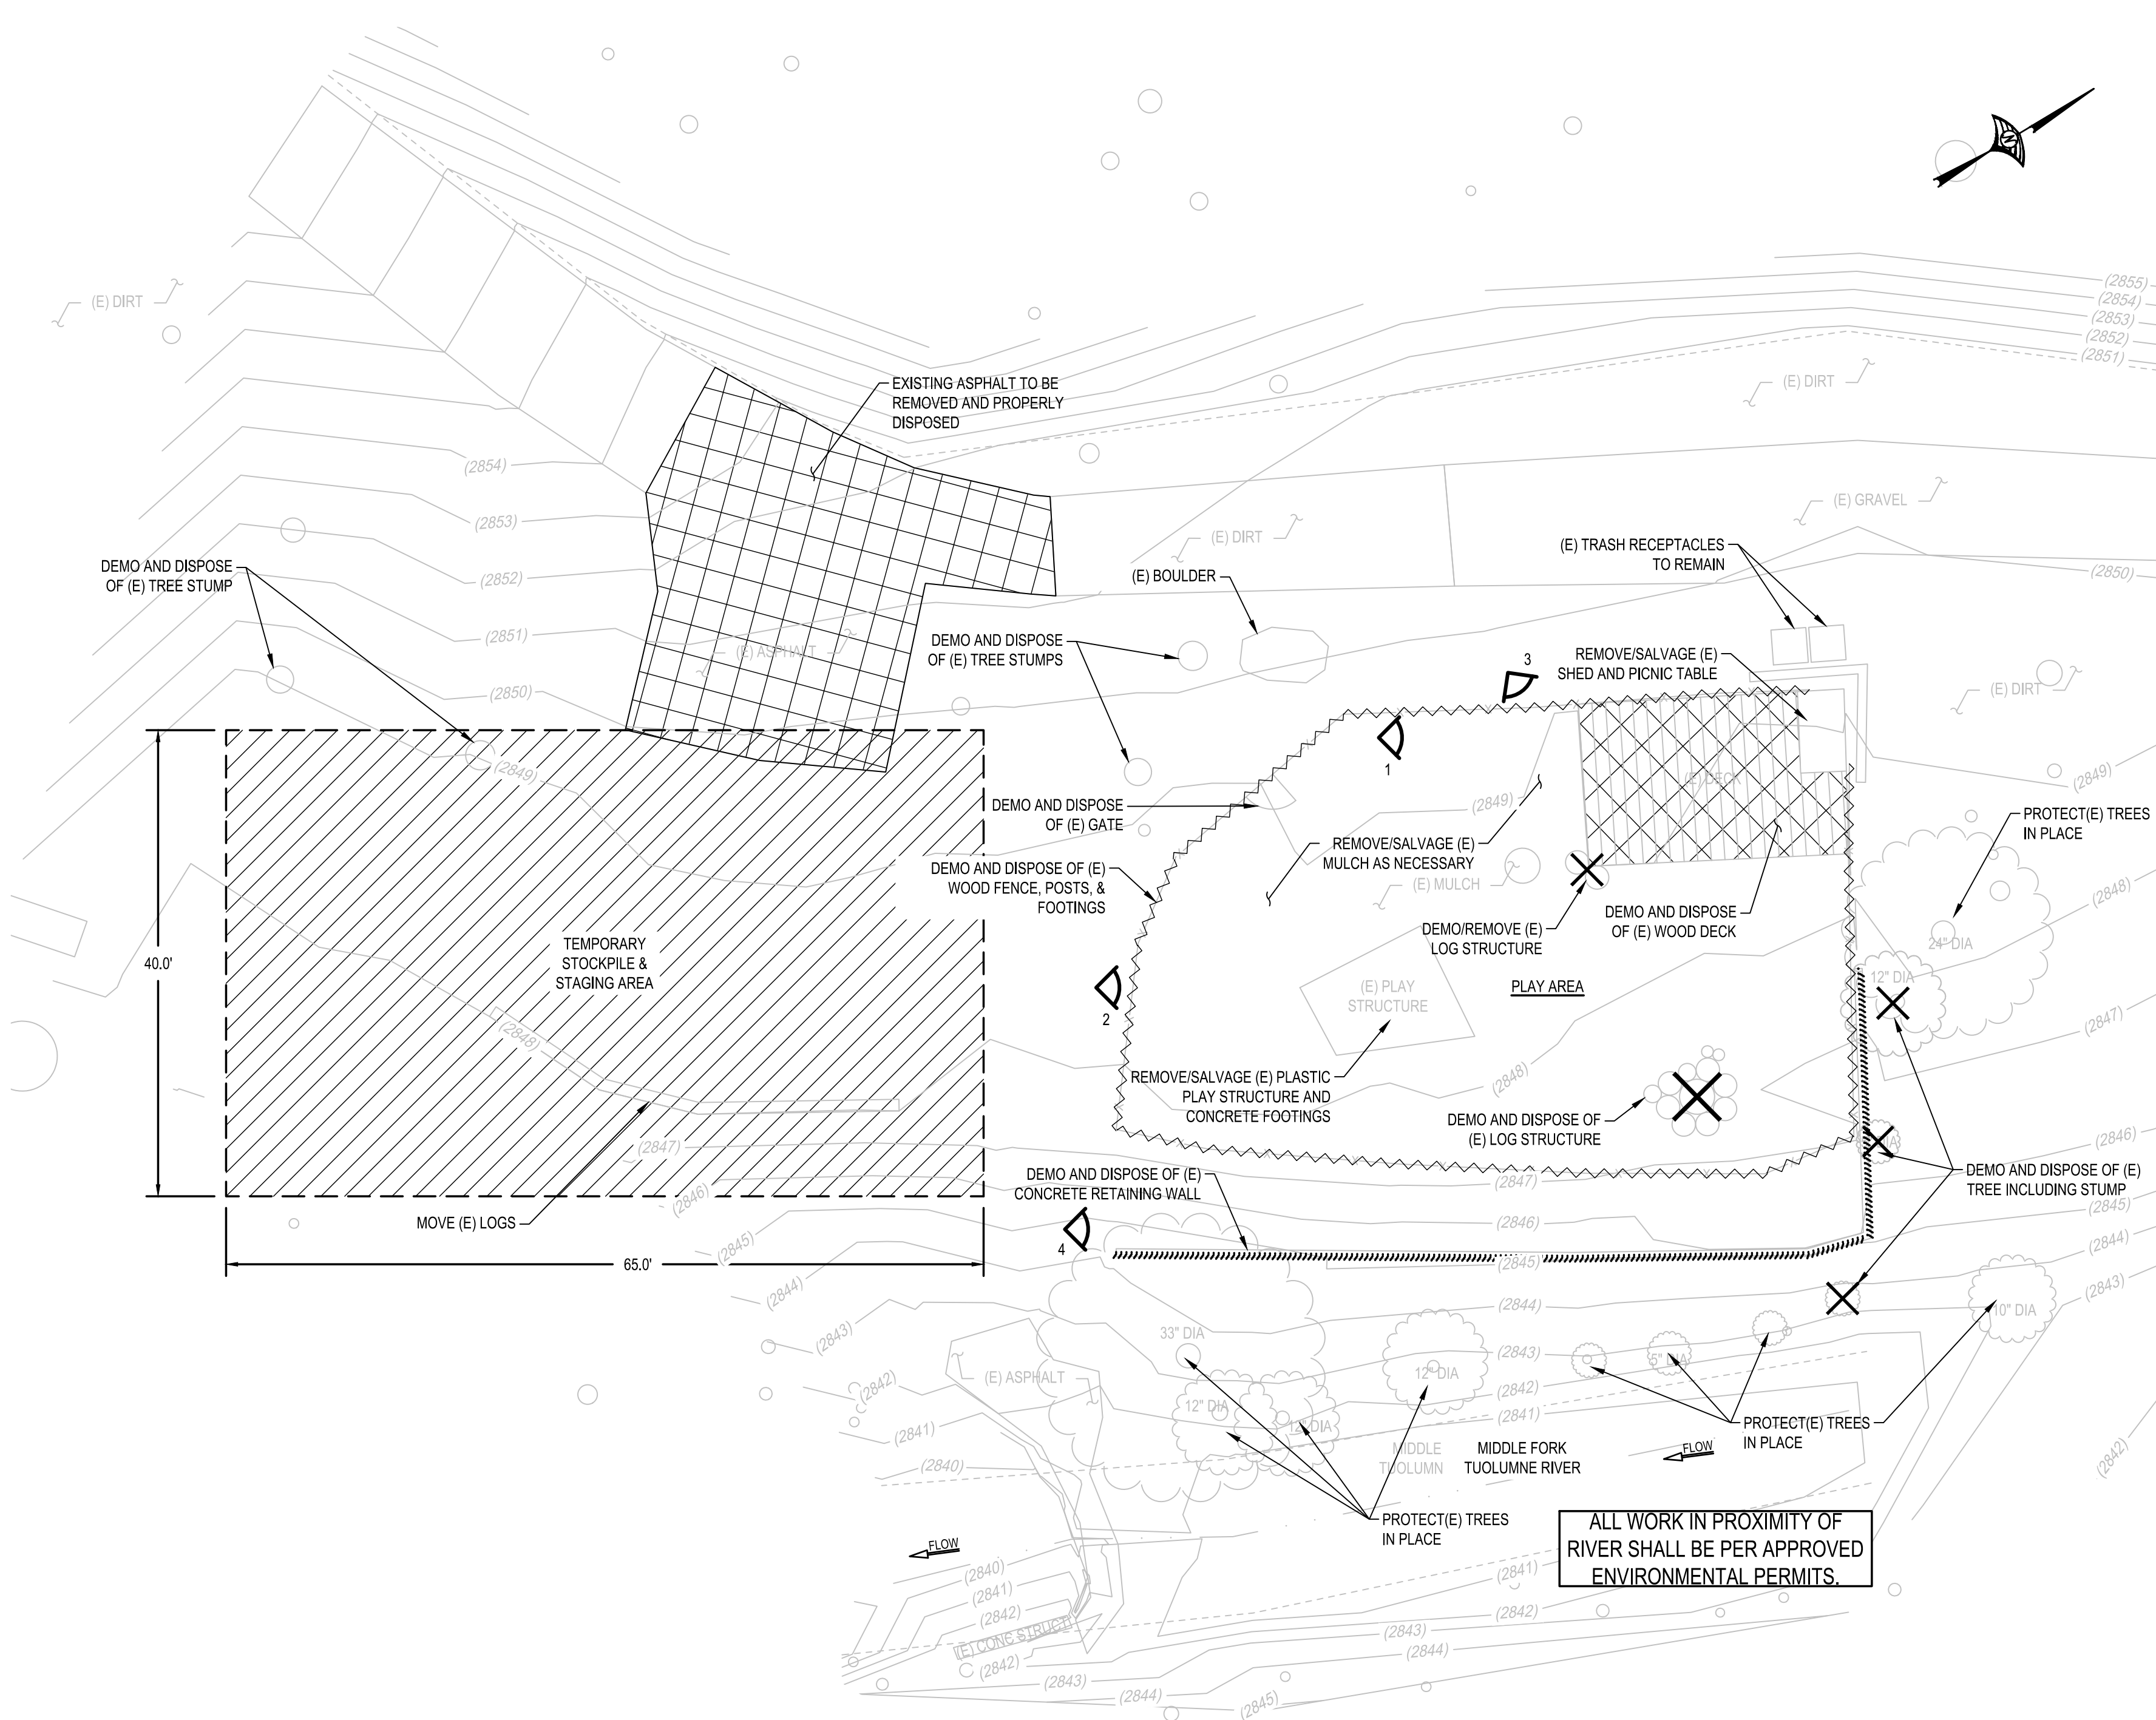 N
(E) DIRT
(2855)
(2854)
(2853)
(2852)
(2851)
(E) DIRT
EXISTING ASPHALT TO BE
REMOVED AND PROPERLY
DISPOSED
(2854)
(2853)
(2852)
(2851)
(2850)
(2849)
(2848)
(2847)
(2846)
(2845)
(2844)
(2843)
(2842)
(2841)
(2840)
(E) GRAVEL
(E) DIRT
(2850)
(E) TRASH RECEPTACLES
TO REMAIN
(E) BOULDER
DEMO AND DISPOSE
OF (E) TREE STUMP
DEMO AND DISPOSE
OF (E) TREE STUMPS
(E) ASPHALT
3
REMOVE/SALVAGE (E)
SHED AND PICNIC TABLE
(E) DIRT
1
(E) DECK
(2849)
(2849)
DEMO AND DISPOSE
OF (E) GATE
PROTECT(E) TREES
IN PLACE
REMOVE/SALVAGE (E)
MULCH AS NECESSARY
DEMO AND DISPOSE OF (E)
WOOD FENCE, POSTS, &
FOOTINGS
(E) MULCH
(2848)
DEMO AND DISPOSE
OF (E) WOOD DECK
DEMO/REMOVE (E)
LOG STRUCTURE
24" DIA
12" DIA
TEMPORARY
STOCKPILE &
STAGING AREA
40.0'
(E) PLAY
STRUCTURE
PLAY AREA
2
(2847)
REMOVE/SALVAGE (E) PLASTIC
PLAY STRUCTURE AND
CONCRETE FOOTINGS
(2848)
DEMO AND DISPOSE OF
(E) LOG STRUCTURE
(2846)
DEMO AND DISPOSE OF (E)
TREE INCLUDING STUMP
DEMO AND DISPOSE OF (E)
CONCRETE RETAINING WALL
(2847)
(2846)
(2845)
(2845)
(2844)
(2843)
MOVE (E) LOGS
4
65.0'
(2844)
10" DIA
33" DIA
(2843)
12" DIA
5" DIA
(E) ASPHALT
(2842)
12" DIA
12" DIA
(2841)
PROTECT(E) TREES
IN PLACE
MIDDLE
TUOLUMN
MIDDLE FORK
TUOLUMNE RIVER
FLOW
(2842)
PROTECT(E) TREES
IN PLACE
ALL WORK IN PROXIMITY OF
RIVER SHALL BE PER APPROVED
ENVIRONMENTAL PERMITS.
FLOW
(2840)
(2841)
(2842)
(E) CONC STRUCT
(2842)
(2843)
(2844)
(2845)
(2841)
(2842)
(2843)
(2844)